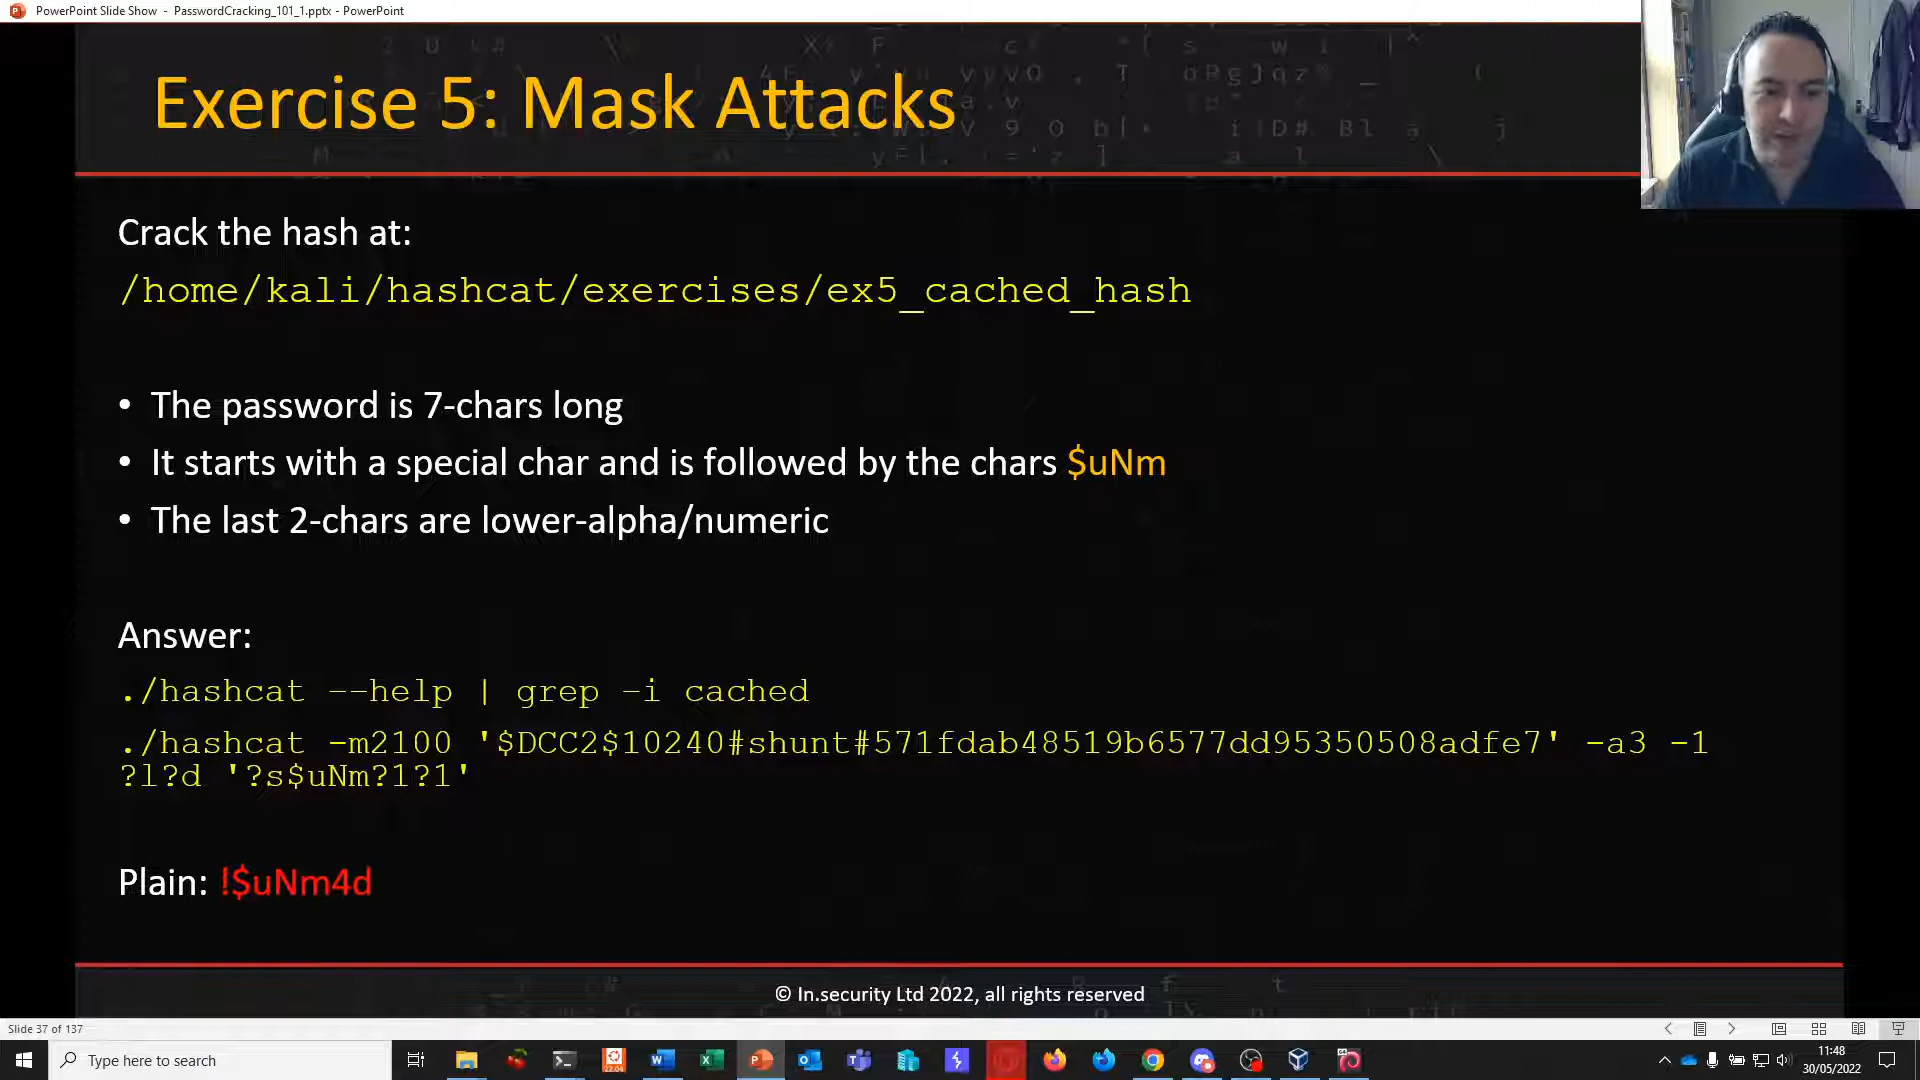 PowerPoint Slide Show - PasswordCracking_101_1.pptx - PowerPoint
Exercise 5: Mask Attacks
Crack the hash at:
/home/kali/hashcat/exercises/ex5_cached_hash
• The password is 7-chars long
• It starts with a special char and is followed by the chars $uNm
• The last 2-chars are lower-alpha/numeric
Answer:
./hashcat --help | grep -i cached
./hashcat -m2100 '$DCC2$10240#shunt#571fdab48519b6577dd95350508adfe7' -a3 -1
?l?d '?s$uNm?1?1'
Plain: !$uNm4d
© In.security Ltd 2022, all rights reserved
Slide 37 of 137
Type here to search
22.04
11:48
30/05/2022